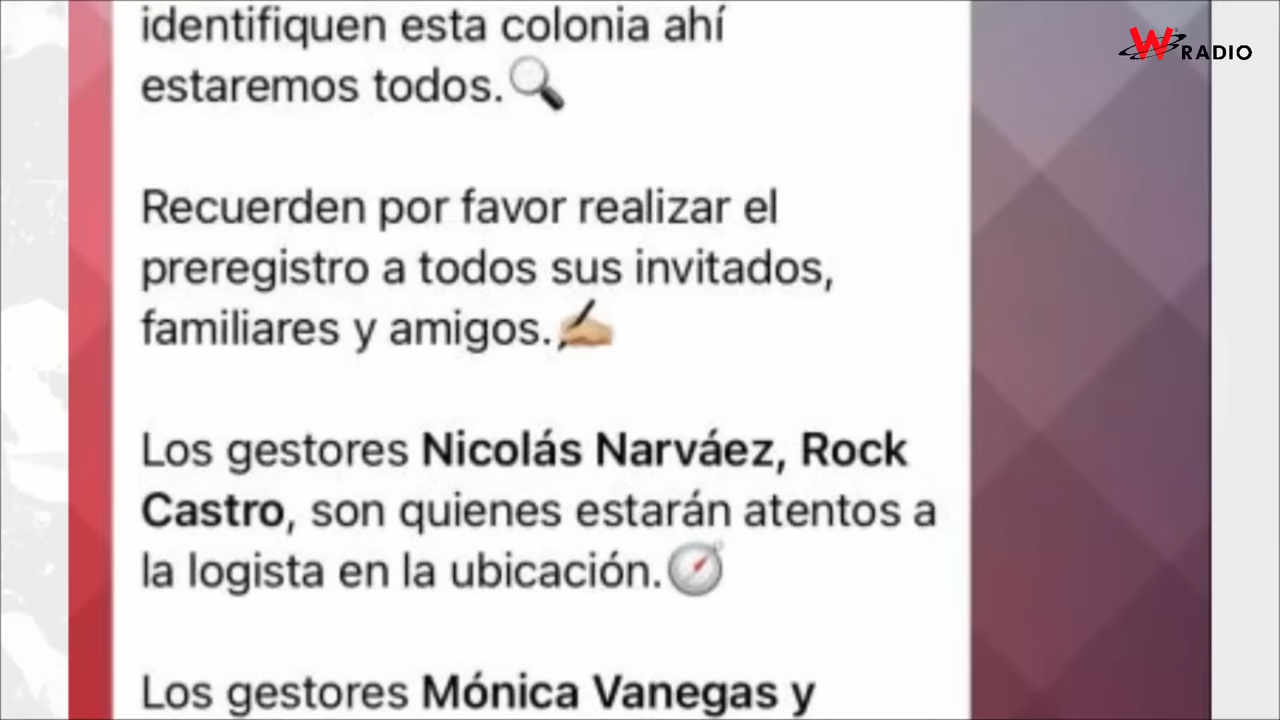 W RADIO
identifiquen esta colonia ahí
estaremos todos.🔍
Recuerden por favor realizar el
preregistro a todos sus invitados,
familiares y amigos.✍🏼
Los gestores Nicolás Narváez, Rock
Castro, son quienes estarán atentos a
la logista en la ubicación.🧭
Los gestores Mónica Vanegas y